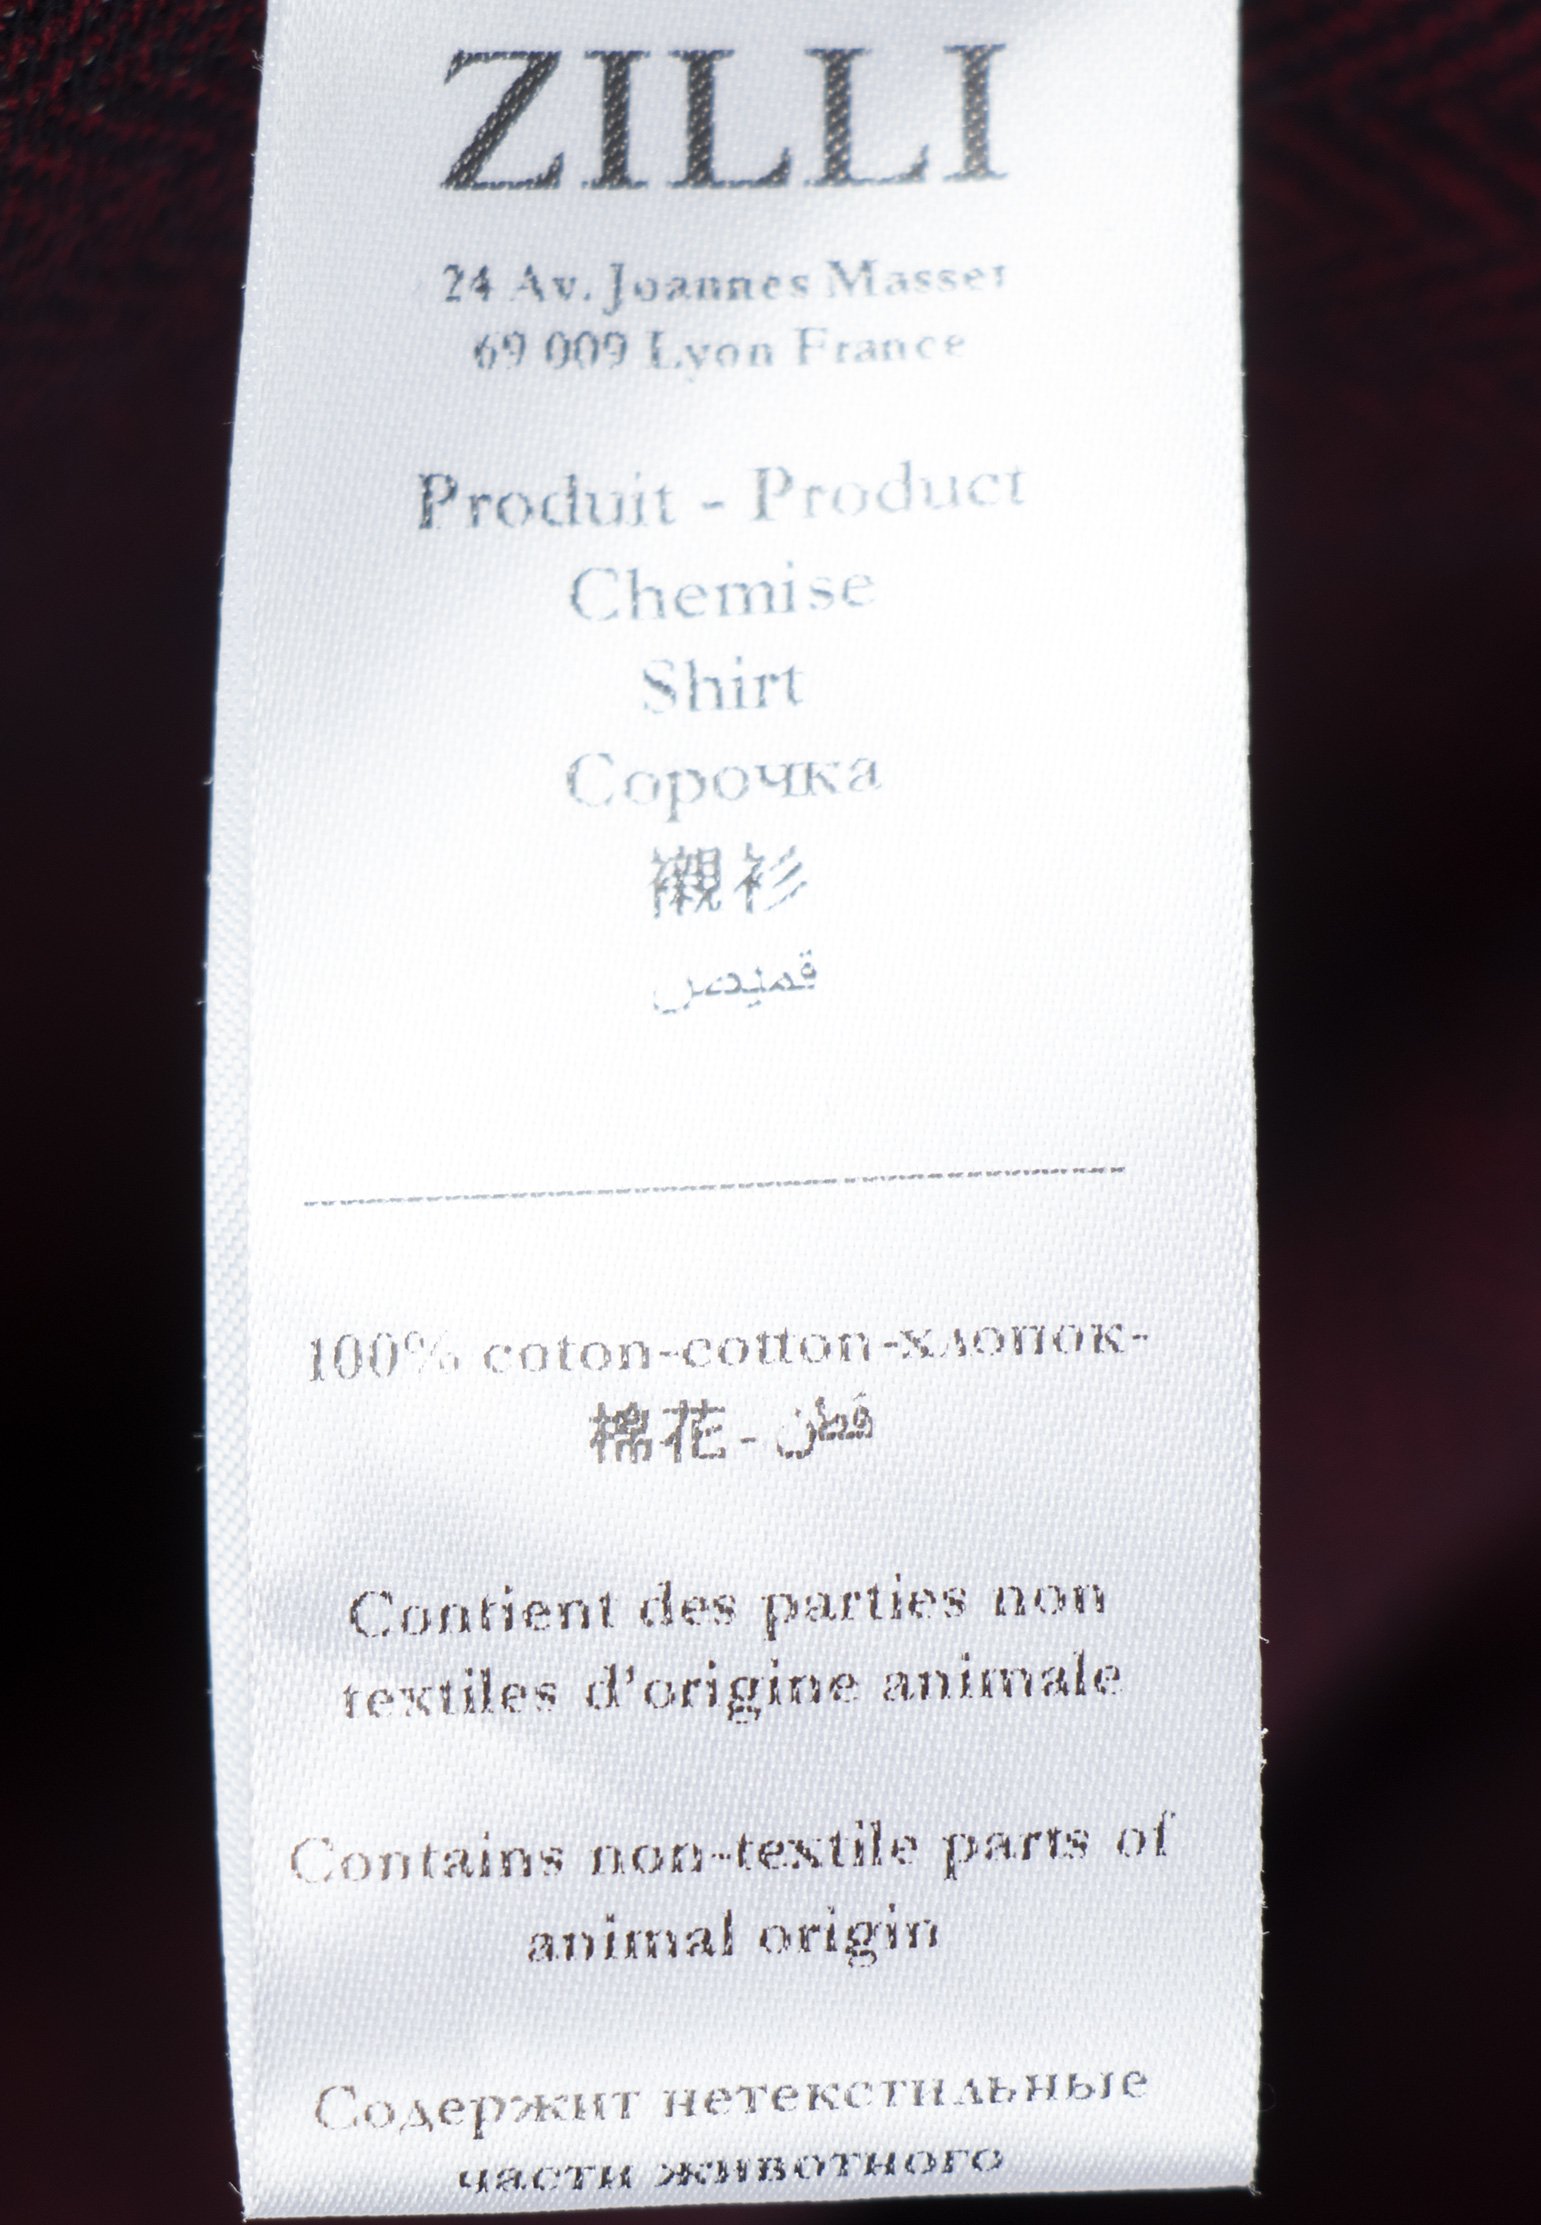 ZILLI
24 Av. Joannes Masset
69 009 Lyon France
Produit - Product
Chemise
Shirt
Сорочка
襯衫
قميص
100% coton-cotton-хлопок-
棉花 - قطن
Contient des parties non
textiles d'origine animale
Contains non-textile parts of
animal origin
Содержит нетекстильные
части животного